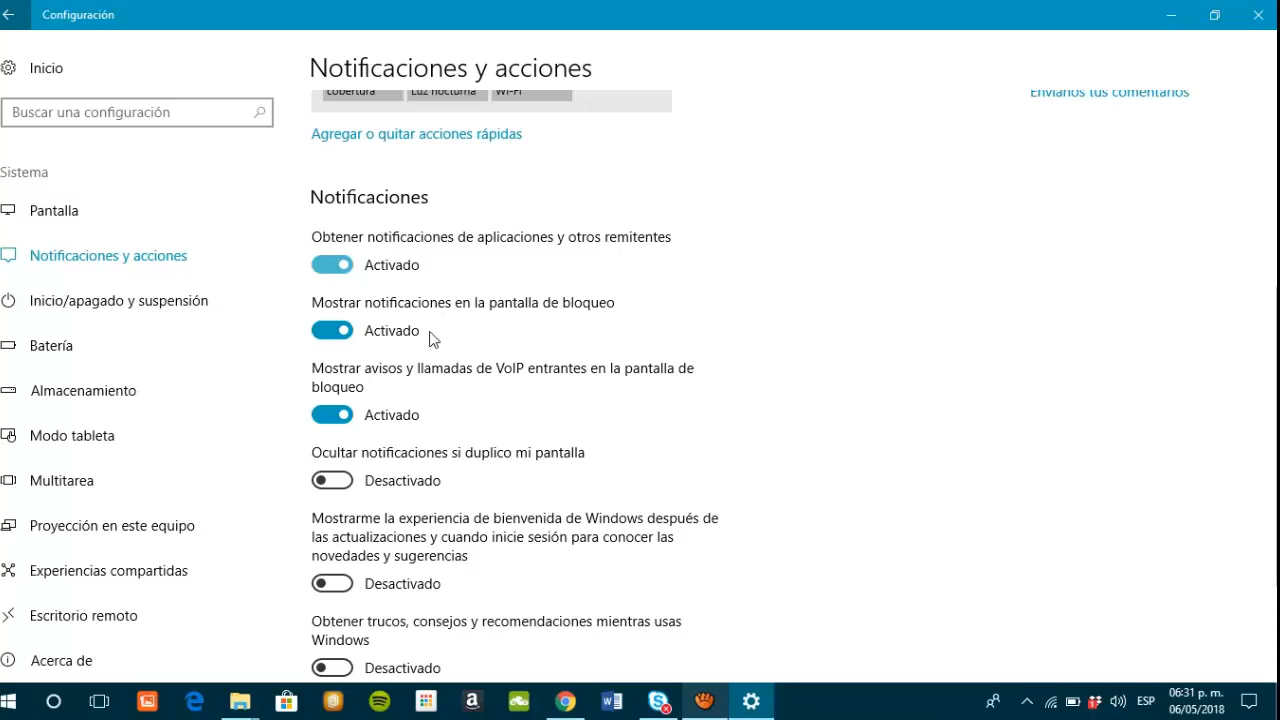 Configuración
Inicio
Buscar una configuración
Sistema
Pantalla
Notificaciones y acciones
Inicio/apagado y suspensión
Batería
Almacenamiento
Modo tableta
Multitarea
Proyección en este equipo
Experiencias compartidas
Escritorio remoto
Acerca de
Notificaciones y acciones
cobertura Luz nocturna Wi-Fi
Envíanos tus comentarios
Agregar o quitar acciones rápidas
Notificaciones
Obtener notificaciones de aplicaciones y otros remitentes
Activado
Mostrar notificaciones en la pantalla de bloqueo
Activado
Mostrar avisos y llamadas de VoIP entrantes en la pantalla de
bloqueo
Activado
Ocultar notificaciones si duplico mi pantalla
Desactivado
Mostrarme la experiencia de bienvenida de Windows después de
las actualizaciones y cuando inicie sesión para conocer las
novedades y sugerencias
Desactivado
Obtener trucos, consejos y recomendaciones mientras usas
Windows
Desactivado
ESP
06:31 p. m.
06/05/2018